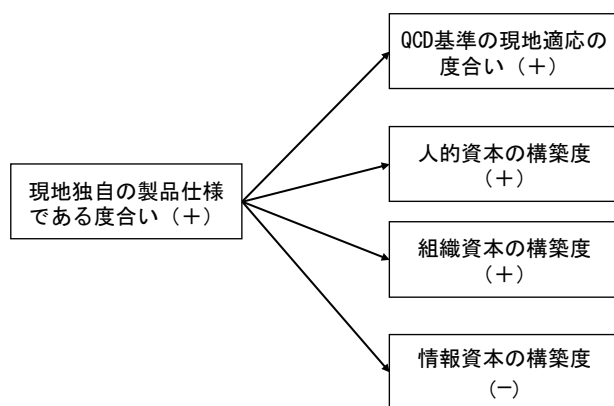 現地独自の製品仕様
である度合い（＋）
QCD基準の現地適応の
度合い（＋）
人的資本の構築度
（＋）
組織資本の構築度
（＋）
情報資本の構築度
（－）